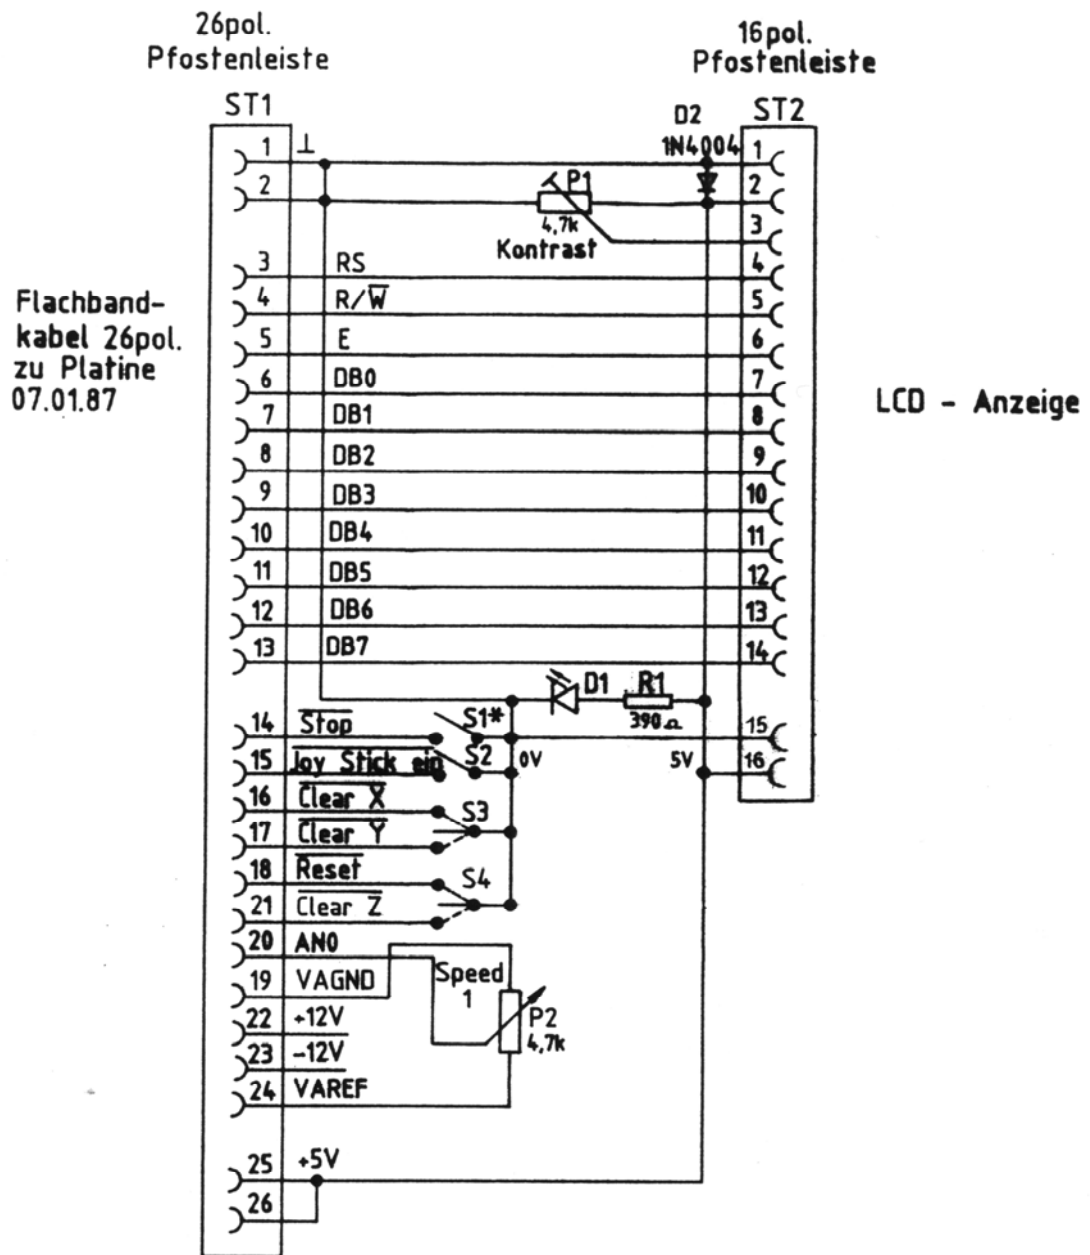 26pol.
Pfostenleiste
16pol.
Pfostenleiste
ST1
D2
ST2
1N4004
1 ⊥
1
2
P1
2
4,7k
3
Kontrast
3 RS
4
Flachband-
kabel 26pol.
zu Platine
07.01.87
4 R/W̅
5
5 E
6
6 DB0
7
7 DB1
8
LCD - Anzeige
8 DB2
9
9 DB3
10
10 DB4
11
11 DB5
12
12 DB6
13
13 DB7
14
D1
R1
390Ω
14 Stop
S1*
15
15 Joy Stick ein
S2
0V
5V
16
16 Clear X
S3
17 Clear Y
18 Reset
S4
21 Clear Z
20 AN0
19 VAGND
Speed
1
22 +12V
P2
4,7k
23 -12V
24 VAREF
25 +5V
26